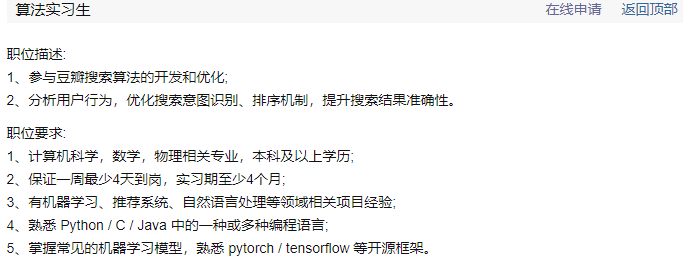 算法实习生 在线申请 返回顶部
职位描述:
1、参与豆瓣搜索算法的开发和优化;
2、分析用户行为，优化搜索意图识别、排序机制，提升搜索结果准确性。
职位要求:
1、计算机科学，数学，物理相关专业，本科及以上学历;
2、保证一周最少4天到岗，实习期至少4个月;
3、有机器学习、推荐系统、自然语言处理等领域相关项目经验;
4、熟悉 Python / C / Java 中的一种或多种编程语言;
5、掌握常见的机器学习模型，熟悉 pytorch / tensorflow 等开源框架。